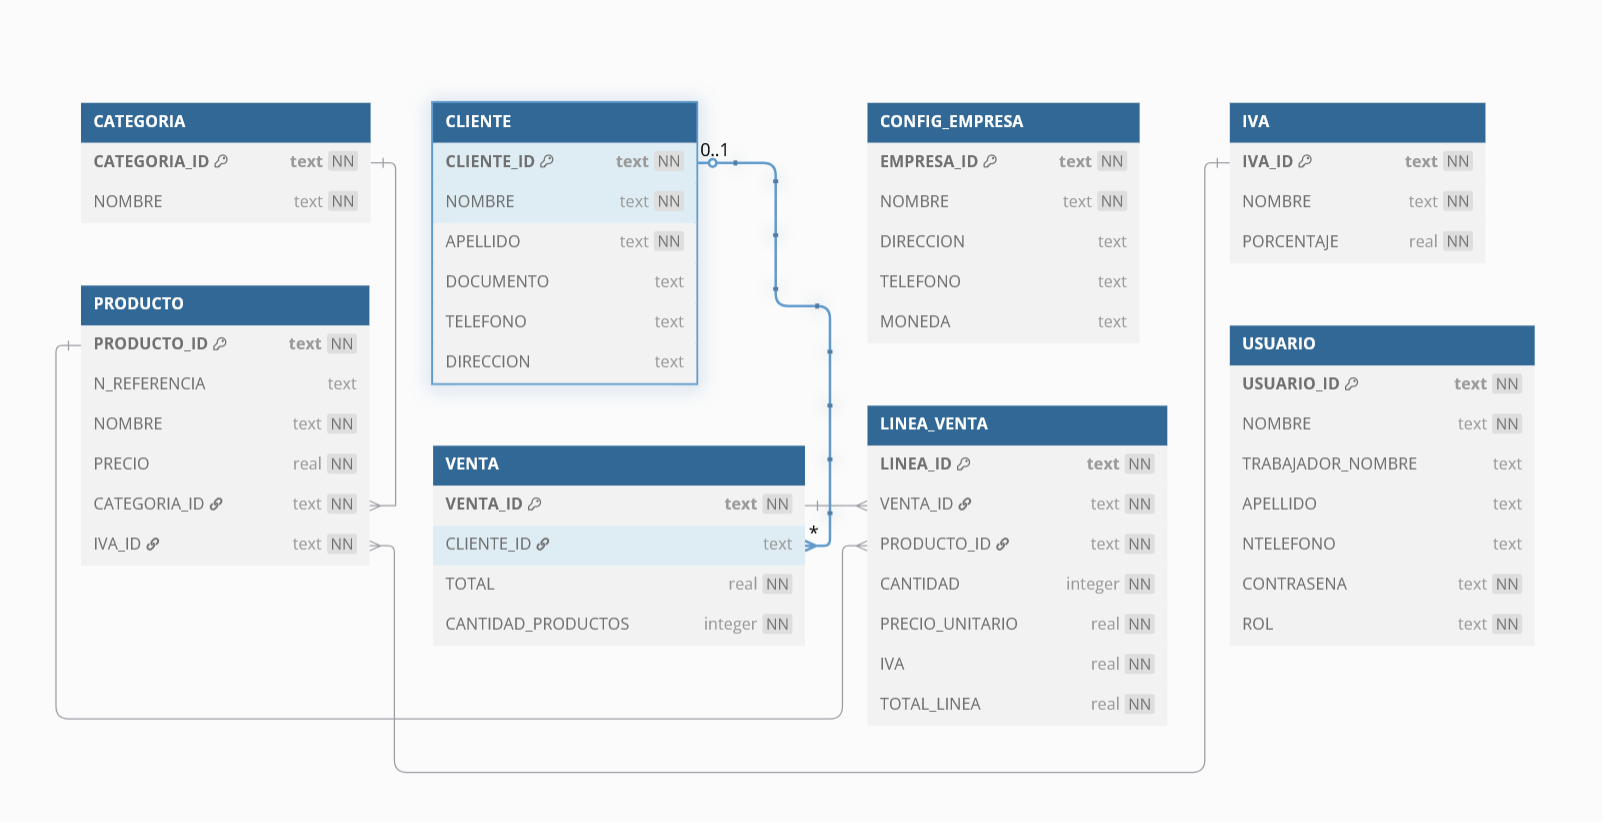 CATEGORIA
CATEGORIA_ID text NN
NOMBRE text NN
CLIENTE
CLIENTE_ID text NN
NOMBRE text NN
APELLIDO text NN
DOCUMENTO text
TELEFONO text
DIRECCION text
0..1
CONFIG_EMPRESA
EMPRESA_ID text NN
NOMBRE text NN
DIRECCION text
TELEFONO text
MONEDA text
IVA
IVA_ID text NN
NOMBRE text NN
PORCENTAJE real NN
PRODUCTO
PRODUCTO_ID text NN
N_REFERENCIA text
NOMBRE text NN
PRECIO real NN
CATEGORIA_ID text NN
IVA_ID text NN
VENTA
VENTA_ID text NN
CLIENTE_ID text
TOTAL real NN
CANTIDAD_PRODUCTOS integer NN
*
LINEA_VENTA
LINEA_ID text NN
VENTA_ID text NN
PRODUCTO_ID text NN
CANTIDAD integer NN
PRECIO_UNITARIO real NN
IVA real NN
TOTAL_LINEA real NN
USUARIO
USUARIO_ID text NN
NOMBRE text NN
TRABAJADOR_NOMBRE text
APELLIDO text
NTELEFONO text
CONTRASENA text NN
ROL text NN